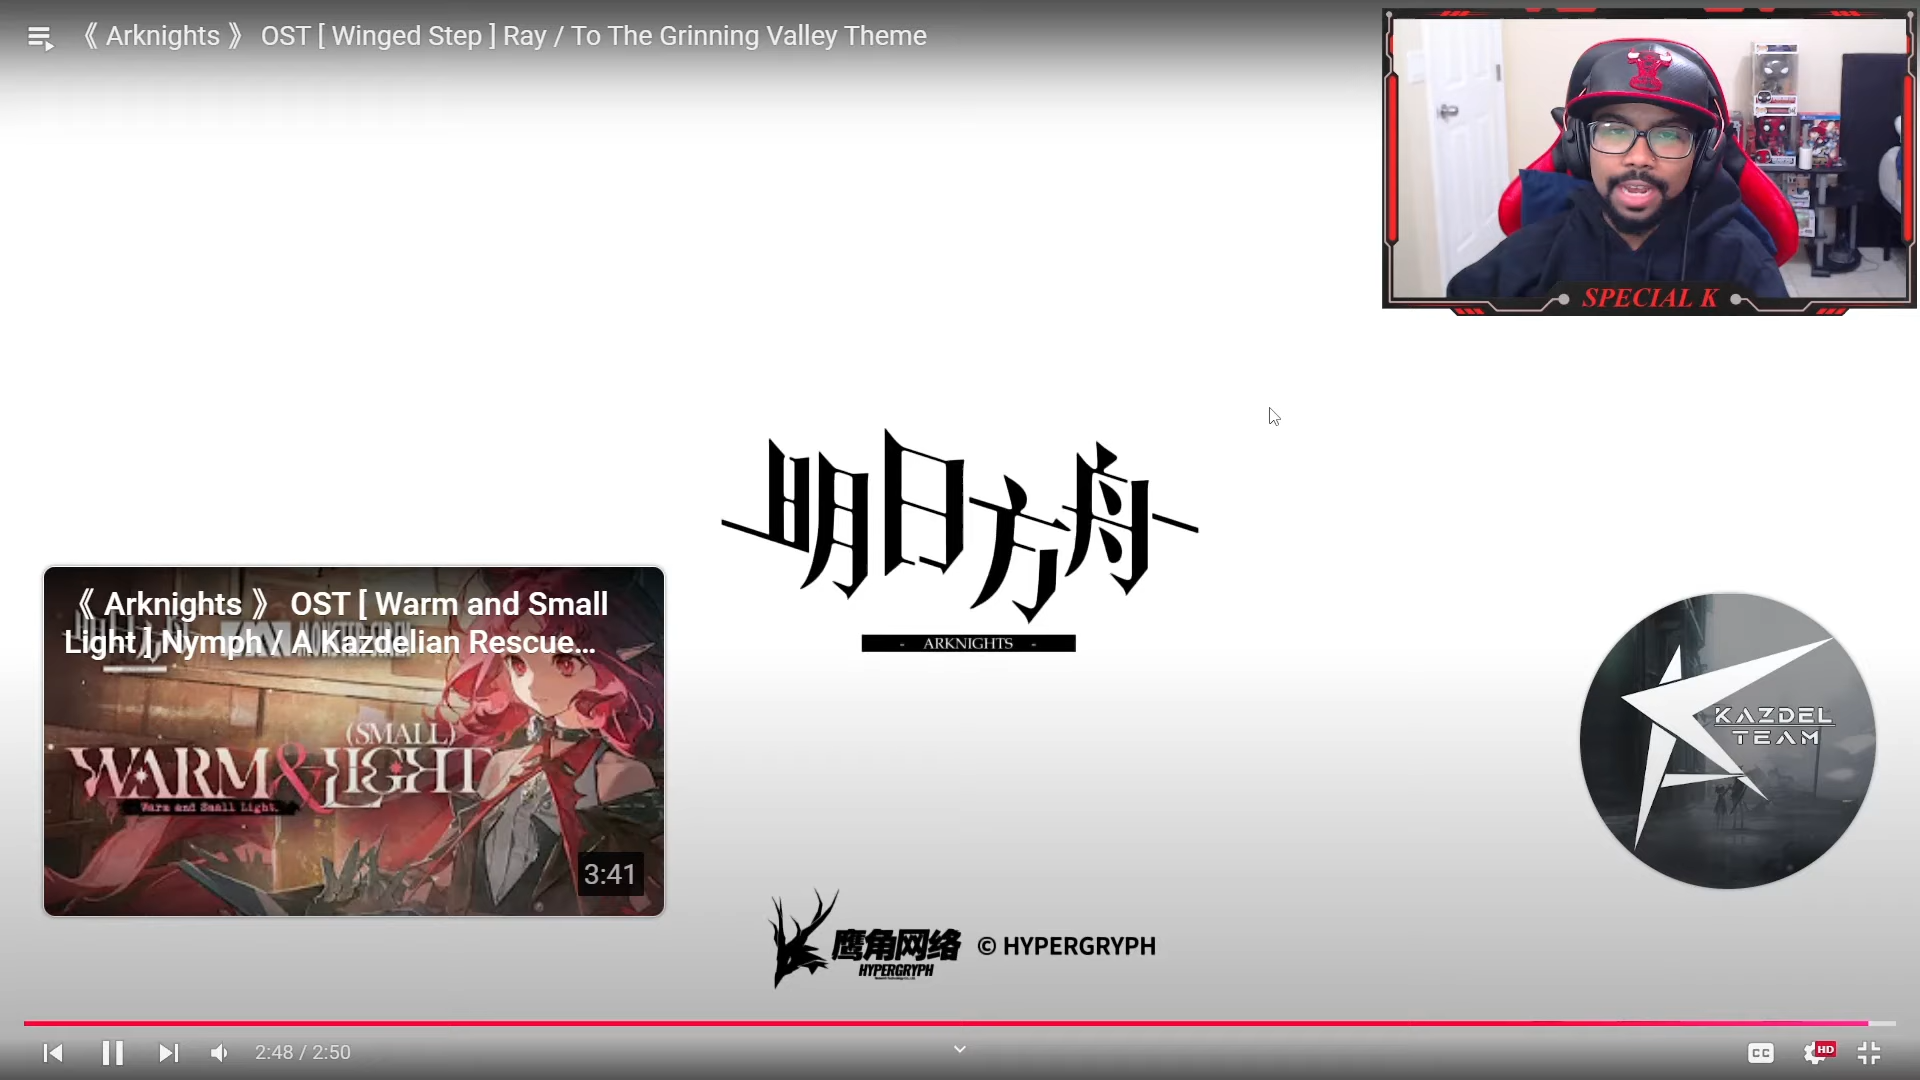 《 Arknights 》 OST [ Winged Step ] Ray / To The Grinning Valley Theme
SPECIAL K
明日方舟
- ARKNIGHTS -
《 Arknights 》 OST [ Warm and Small
Light ] Nymph / A Kazdelian Rescue...
(SMALL)
WARM & LIGHT
Warm and Small Light.
3:41
KAZDEL
TEAM
鹰角网络
HYPERGRYPH
© HYPERGRYPH
2:48 / 2:50
CC
HD